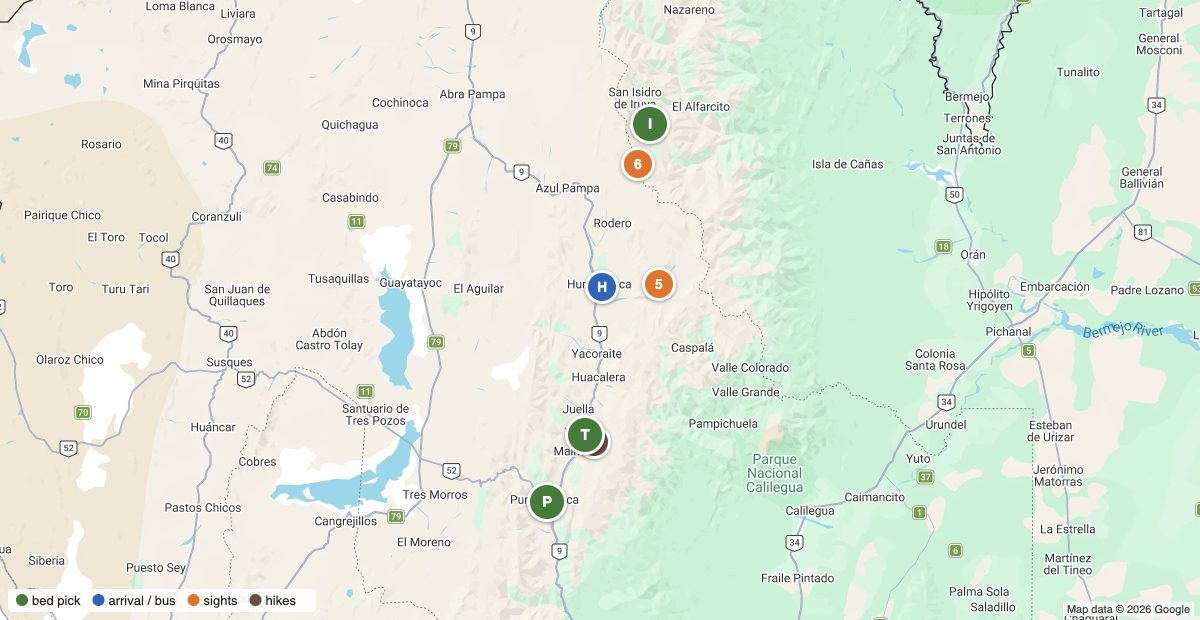 Loma Blanca
Liviara
Nazareno
Tartagal
Orosmayo
9
General
Mosconi
Mina Pirquitas
Tunalito
Abra Pampa
San Isidro
de Iruya
El Alfarcito
Bermejo
Cochinoca
34
Terrones
Quichagua
I
40
79
Juntas de
San Antonio
Rosario
6
Isla de Cañas
74
9
General
Ballivián
Azul Pampa
50
Casabindo
Pairique Chico
Coranzuli
11
Rodero
81
El Toro
Tocol
18
Orán
40
Tusaquillas
Guayatayoc
H
5
Toro
Turu Tari
San Juan de
Quillaques
El Aguilar
Hipólito
Yrigoyen
Embarcación
Padre Lozano
53
40
Abdón
Castro Tolay
79
9
Pichanal
Bermejo River
Yacoraite
Caspalá
5
Olaroz Chico
Susques
52
Huacalera
Valle Colorado
Colonia
Santa Rosa
11
Valle Grande
34
70
Santuario de
Tres Pozos
Juella
Huáncar
Pampichuela
Urundel
Esteban
de Urizar
T
52
Cobres
52
Parque
Nacional
Calilegua
Yuto
37
Jerónimo
Matorras
Tres Morros
P
Caimancito
Pastos Chicos
Cangrejillos
79
Calilegua
1
La Estrella
El Moreno
9
34
6
Siberia
Puesto Sey
Martínez
del Tineo
Fraile Pintado
Palma Sola
Saladillo
bed pick
arrival / bus
sights
hikes
Map data © 2026 Google